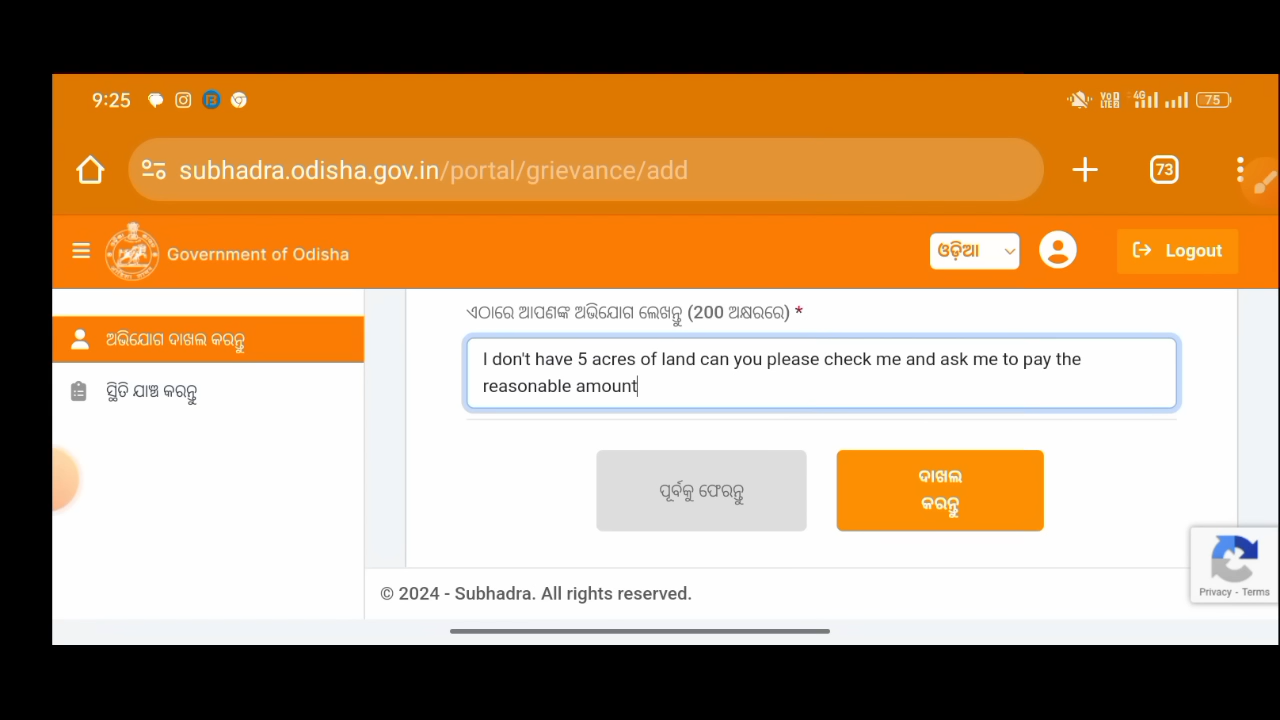 9:25
4G
75
subhadra.odisha.gov.in/portal/grievance/add
73
Government of Odisha
ଓଡ଼ିଆ
Logout
ଏଠାରେ ଆପଣଙ୍କ ଅଭିଯୋଗ ଲେଖନ୍ତୁ (200 ଅକ୍ଷରରେ) *
ଅଭିଯୋଗ ଦାଖଲ କରନ୍ତୁ
ସ୍ଥିତି ଯାଞ୍ଚ କରନ୍ତୁ
I don't have 5 acres of land can you please check me and ask me to pay the
reasonable amount
ପୂର୍ବକୁ ଫେରନ୍ତୁ
ଦାଖଲ
କରନ୍ତୁ
Privacy - Terms
© 2024 - Subhadra. All rights reserved.